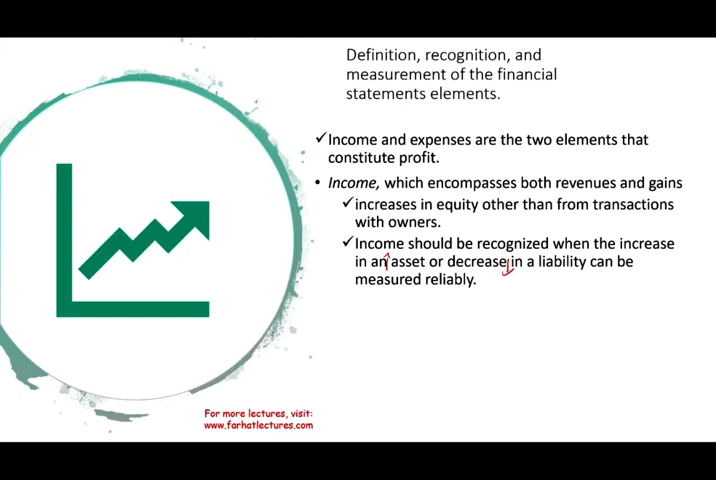 Definition, recognition, and
measurement of the financial
statements elements.
✓Income and expenses are the two elements that
constitute profit.
• Income, which encompasses both revenues and gains
✓increases in equity other than from transactions
with owners.
✓Income should be recognized when the increase
in an asset or decrease in a liability can be
measured reliably.
For more lectures, visit:
www.farhatlectures.com